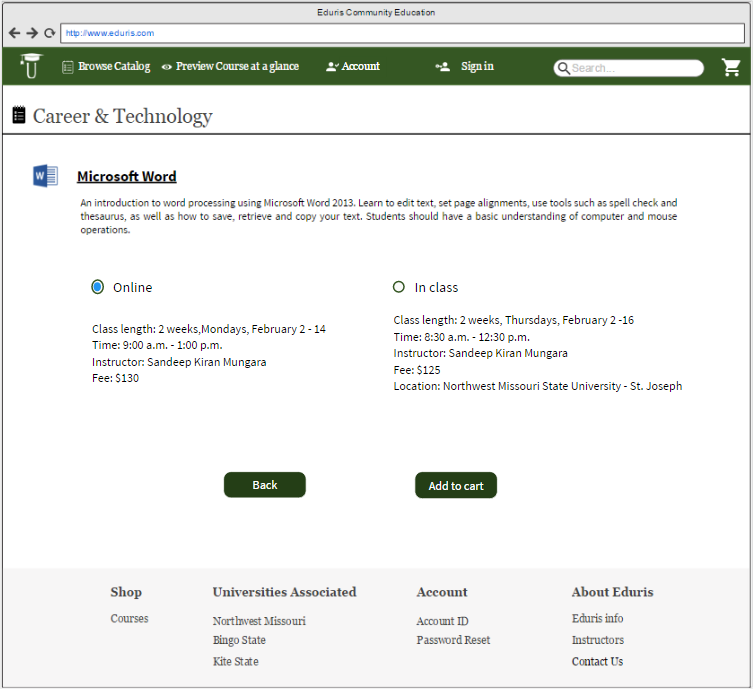 Eduris Community Education
http://www.eduris.com
Browse Catalog Preview Course at a glance Account Sign in Search...
Career & Technology
W Microsoft Word
An introduction to word processing using Microsoft Word 2013. Learn to edit text, set page alignments, use tools such as spell check and
thesaurus, as well as how to save, retrieve and copy your text. Students should have a basic understanding of computer and mouse
operations.
Online
Class length: 2 weeks,Mondays, February 2 - 14
Time: 9:00 a.m. - 1:00 p.m.
Instructor: Sandeep Kiran Mungara
Fee: $130
In class
Class length: 2 weeks, Thursdays, February 2 -16
Time: 8:30 a.m. - 12:30 p.m.
Instructor: Sandeep Kiran Mungara
Fee: $125
Location: Northwest Missouri State University - St. Joseph
Back Add to cart
Shop
Courses
Universities Associated
Northwest Missouri
Bingo State
Kite State
Account
Account ID
Password Reset
About Eduris
Eduris info
Instructors
Contact Us